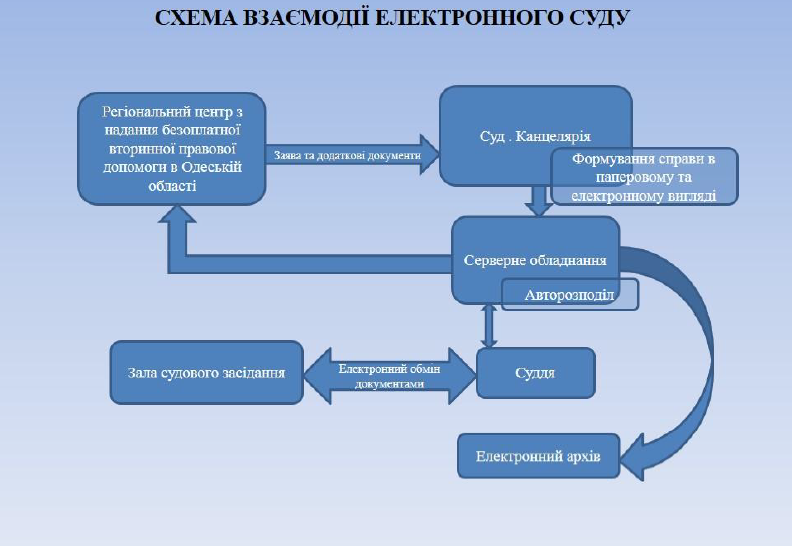 СХЕМА ВЗАЄМОДІЇ ЕЛЕКТРОННОГО СУДУ
Регіональний центр з
надання безоплатної
вторинної правової
допомоги в Одеській
області
Заява та додаткові документи
Суд . Канцелярія
Формування справи в
паперовому та
електронному вигляді
Серверне обладнання
Авторозподіл
Зала судового засідання
Електронний обмін
документами
Суддя
Електронний архів